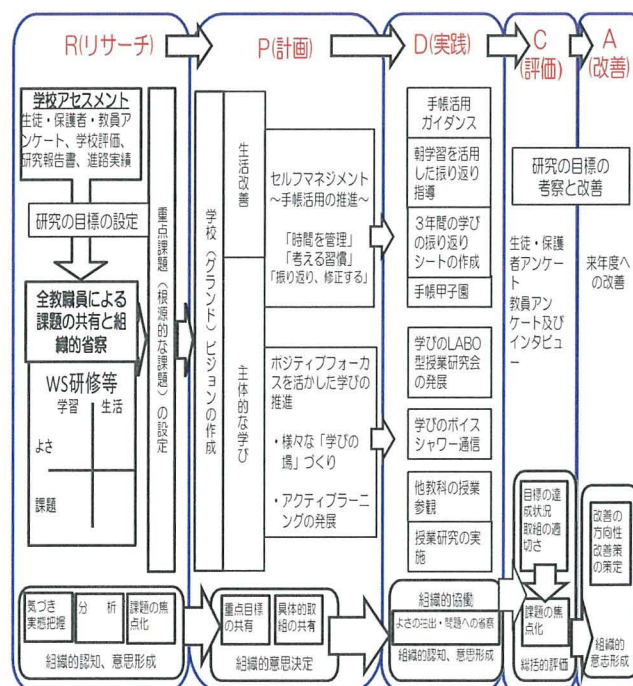 R(リサーチ)
P(計画)
D(実践)
C
(評価)
A
(改善)
学校アセスメント
生徒・保護者・教員ア
ンケート、学校評価、
研究報告書、進路実績
研究の目標の設定
全教職員による
課題の共有と組
織的省察
WS研修等
学習 生活
よさ
課題
重点課題(根源的な課題)の設定
気づき
実態把握
分 析
課題の焦
点化
組織的認知、意思形成
学校(グランド)ビジョンの作成
生活改善
主体的な学び
セルフマネジメント
~手帳活用の推進~
「時間を管理」
「考える習慣」
「振り返り、修正する」
ポジティブフォーカ
スを活かした学びの
推進
・様々な「学びの
場」づくり
・アクティブラーニ
ングの発展
重点目標
の共有
具体的取
組の共有
組織的意思決定
手帳活用
ガイダンス
朝学習を活用
した振り返り
指導
3年間の学び
の振り返り
シートの作成
手帳甲子園
学びのLABO
型授業研究会
の発展
学びのボイス
シャワー通信
他教科の授業
参観
授業研究の実
施
組織的協働
よさの抽出・問題への省察
組織的認知、意思形成
研究の目標の
考察と改善
生徒・保護
者アンケー
ト
教員アン
ケート及び
インタビュ
ー
目標の達
成状況
取組の適
切さ
課題の焦
点化
総括的評価
来年度へ
の改善
改善の
方向性
改善策
の策定
組織的
意志形成